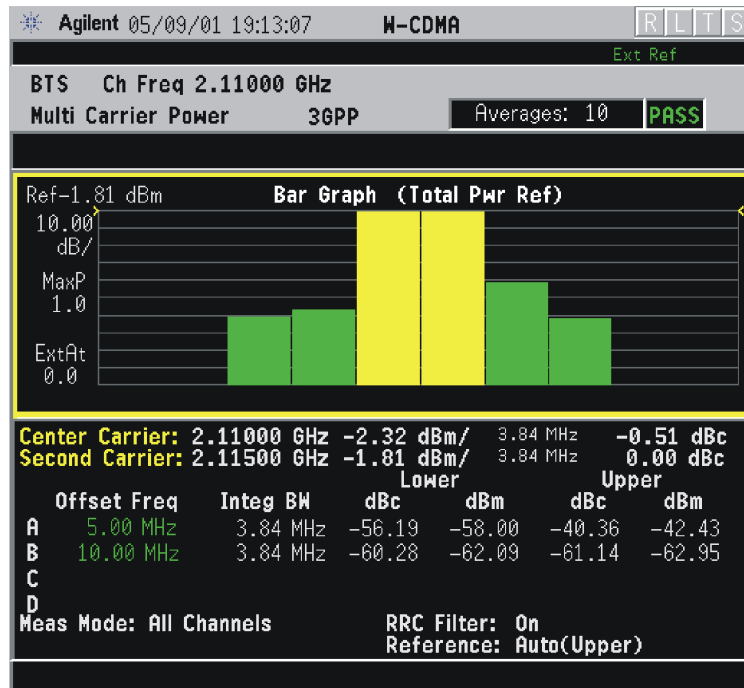 Agilent 05/09/01 19:13:07 W-CDMA R L T S
Ext Ref
BTS Ch Freq 2.11000 GHz
Multi Carrier Power 3GPP Averages: 10 PASS
Ref-1.81 dBm Bar Graph (Total Pwr Ref)
10.00
dB/
MaxP
1.0
ExtAt
0.0
Center Carrier: 2.11000 GHz -2.32 dBm/ 3.84 MHz -0.51 dBc
Second Carrier: 2.11500 GHz -1.81 dBm/ 3.84 MHz 0.00 dBc
Lower Upper
Offset Freq Integ BW dBc dBm dBc dBm
A 5.00 MHz 3.84 MHz -56.19 -58.00 -40.36 -42.43
B 10.00 MHz 3.84 MHz -60.28 -62.09 -61.14 -62.95
C
D
Meas Mode: All Channels RRC Filter: On
Reference: Auto(Upper)